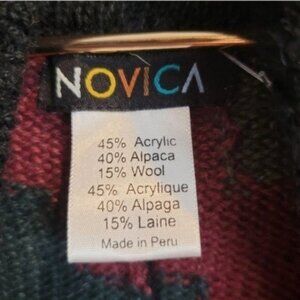 NOVICA
45% Acrylic
40% Alpaca
15% Wool
45% Acrylique
40% Alpaga
15% Laine
Made in Peru